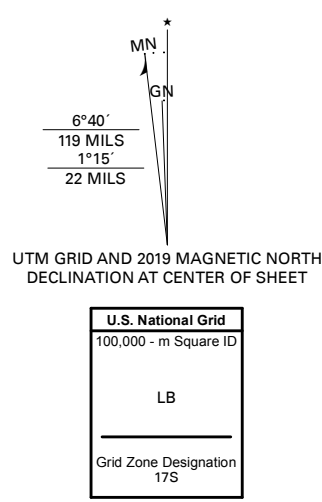 ★
MN
GN
6°40´
119 MILS
1°15´
22 MILS
UTM GRID AND 2019 MAGNETIC NORTH
DECLINATION AT CENTER OF SHEET
U.S. National Grid
100,000 - m Square ID
LB
Grid Zone Designation
17S